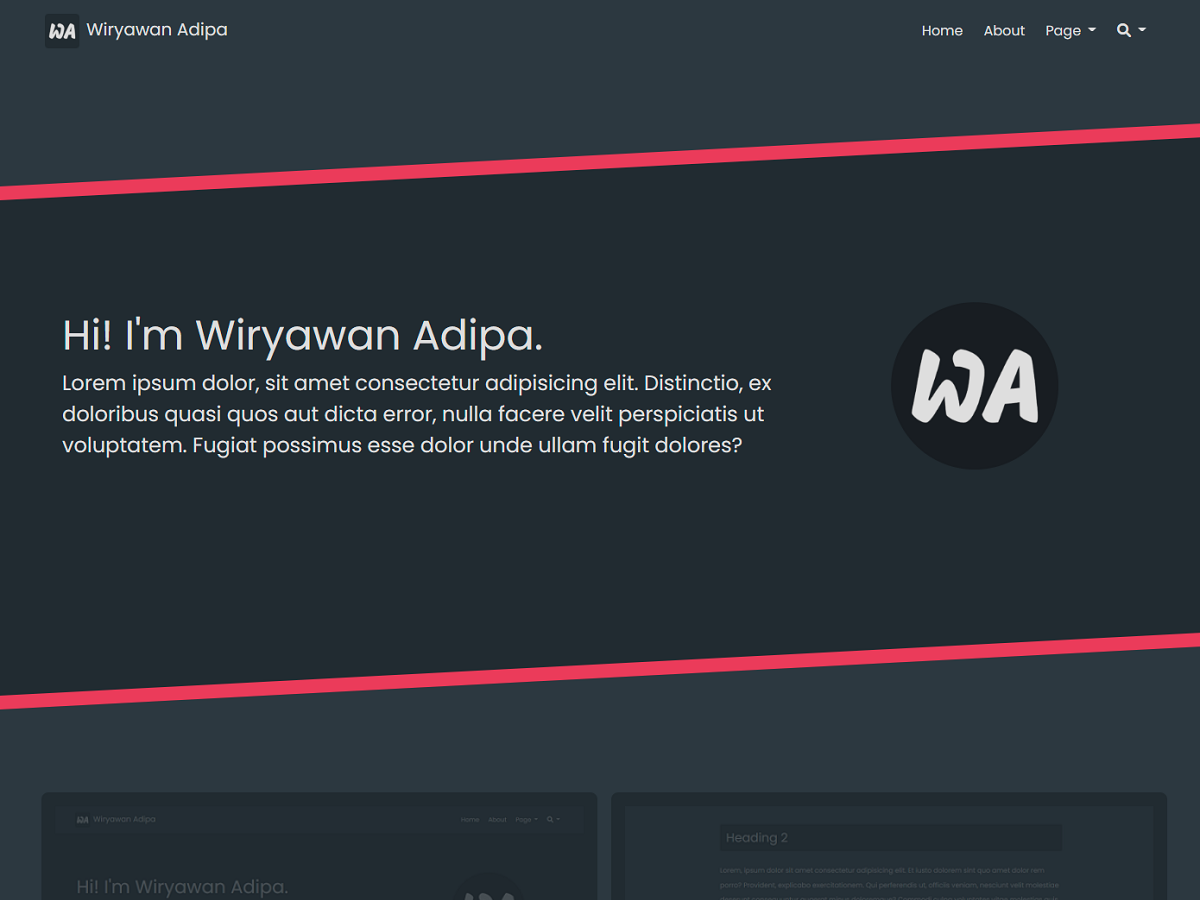 WA Wiryawan Adipa
Home About Page
Hi! I'm Wiryawan Adipa.
Lorem ipsum dolor, sit amet consectetur adipisicing elit. Distinctio, ex
doloribus quasi quos aut dicta error, nulla facere velit perspiciatis ut
voluptatem. Fugiat possimus esse dolor unde ullam fugit dolores?
WA
WA Wiryawan Adipa
Home About Page
Hi! I'm Wiryawan Adipa.
Heading 2
Lorem, ipsum dolor sit amet consectetur adipisicing elit. Et iusto dolorem sint quo amet dolor rem
porro? Provident, explicabo exercitationem. Qui perferendis ut, officiis veniam, nesciunt velit molestiae